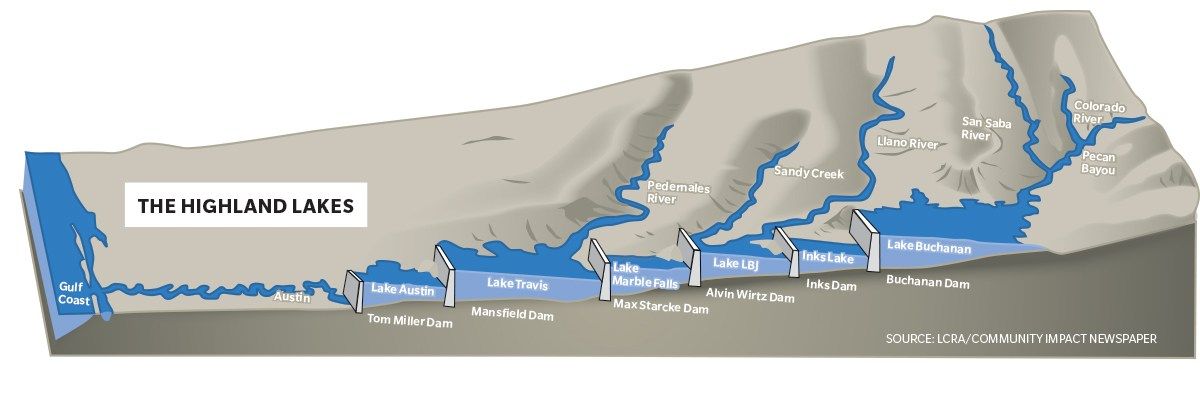 THE HIGHLAND LAKES
Gulf
Coast
Austin
Lake Austin
Tom Miller Dam
Lake Travis
Mansfield Dam
Pedernales
River
Lake
Marble Falls
Max Starcke Dam
Sandy Creek
Lake LBJ
Alvin Wirtz Dam
Llano River
Inks Lake
Inks Dam
Lake Buchanan
Buchanan Dam
San Saba
River
Colorado
River
Pecan
Bayou
SOURCE: LCRA/COMMUNITY IMPACT NEWSPAPER